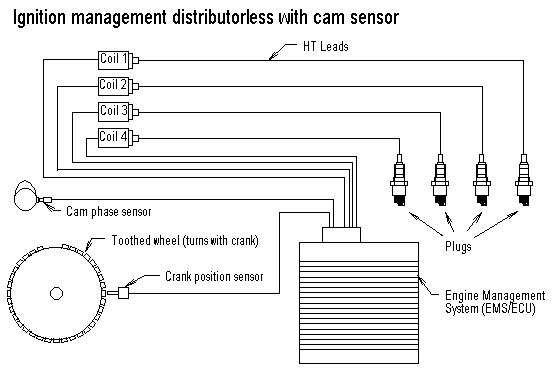 Ignition management distributorless with cam sensor
HT Leads
Coil 1
Coil 2
Coil 3
Coil 4
Cam phase sensor
Toothed wheel (turns with crank)
Plugs
Crank position sensor
Engine Management
System (EMS/ECU)